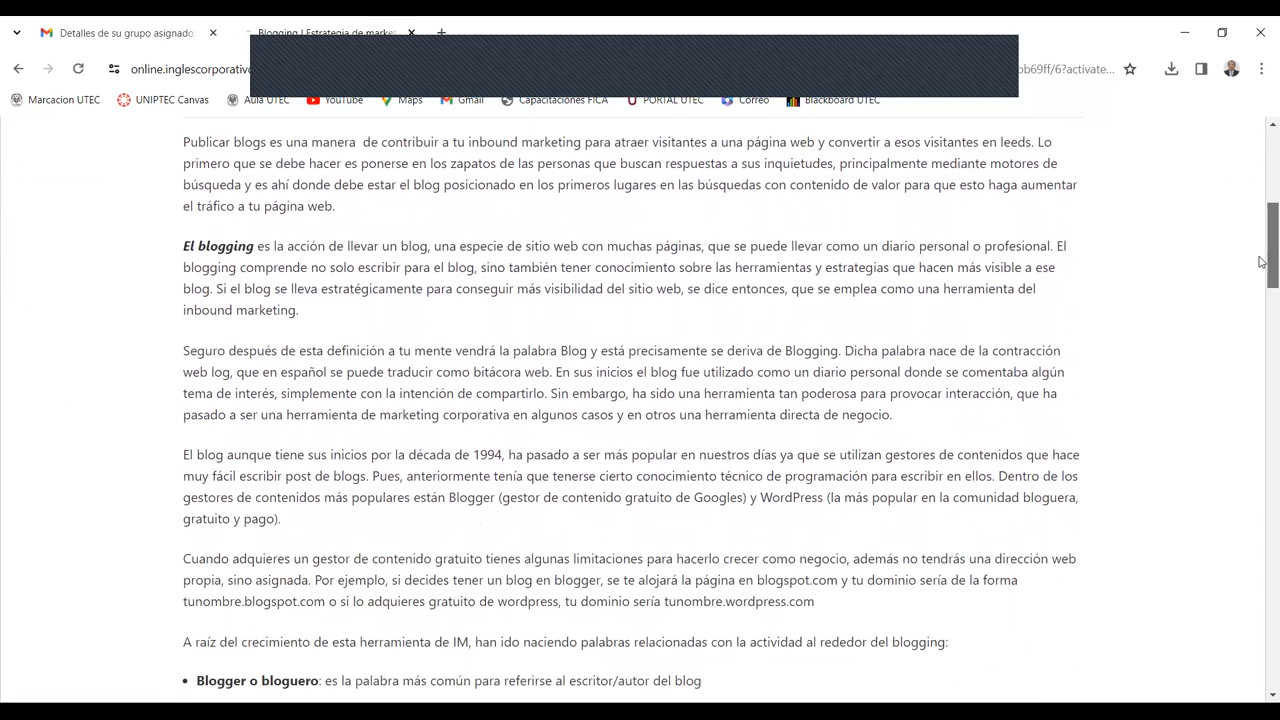 Detalles de su grupo asignado
Blogging | Estrategia de marke
online.inglescorporativo
bb69ff/6?activate...
Marcacion UTEC
UNIPTEC Canvas
Aula UTEC
YouTube
Maps
Gmail
Capacitaciones FICA
PORTAL UTEC
Correo
Blackboard UTEC
Publicar blogs es una manera de contribuir a tu inbound marketing para atraer visitantes a una página web y convertir a esos visitantes en leeds. Lo
primero que se debe hacer es ponerse en los zapatos de las personas que buscan respuestas a sus inquietudes, principalmente mediante motores de
búsqueda y es ahí donde debe estar el blog posicionado en los primeros lugares en las búsquedas con contenido de valor para que esto haga aumentar
el tráfico a tu página web.
El blogging es la acción de llevar un blog, una especie de sitio web con muchas páginas, que se puede llevar como un diario personal o profesional. El
blogging comprende no solo escribir para el blog, sino también tener conocimiento sobre las herramientas y estrategias que hacen más visible a ese
blog. Si el blog se lleva estratégicamente para conseguir más visibilidad del sitio web, se dice entonces, que se emplea como una herramienta del
inbound marketing.
Seguro después de esta definición a tu mente vendrá la palabra Blog y está precisamente se deriva de Blogging. Dicha palabra nace de la contracción
web log, que en español se puede traducir como bitácora web. En sus inicios el blog fue utilizado como un diario personal donde se comentaba algún
tema de interés, simplemente con la intención de compartirlo. Sin embargo, ha sido una herramienta tan poderosa para provocar interacción, que ha
pasado a ser una herramienta de marketing corporativa en algunos casos y en otros una herramienta directa de negocio.
El blog aunque tiene sus inicios por la década de 1994, ha pasado a ser más popular en nuestros días ya que se utilizan gestores de contenidos que hace
muy fácil escribir post de blogs. Pues, anteriormente tenía que tenerse cierto conocimiento técnico de programación para escribir en ellos. Dentro de los
gestores de contenidos más populares están Blogger (gestor de contenido gratuito de Googles) y WordPress (la más popular en la comunidad bloguera,
gratuito y pago).
Cuando adquieres un gestor de contenido gratuito tienes algunas limitaciones para hacerlo crecer como negocio, además no tendrás una dirección web
propia, sino asignada. Por ejemplo, si decides tener un blog en blogger, se te alojará la página en blogspot.com y tu dominio sería de la forma
tunombre.blogspot.com o si lo adquieres gratuito de wordpress, tu dominio sería tunombre.wordpress.com
A raíz del crecimiento de esta herramienta de IM, han ido naciendo palabras relacionadas con la actividad al rededor del blogging:
• Blogger o bloguero: es la palabra más común para referirse al escritor/autor del blog